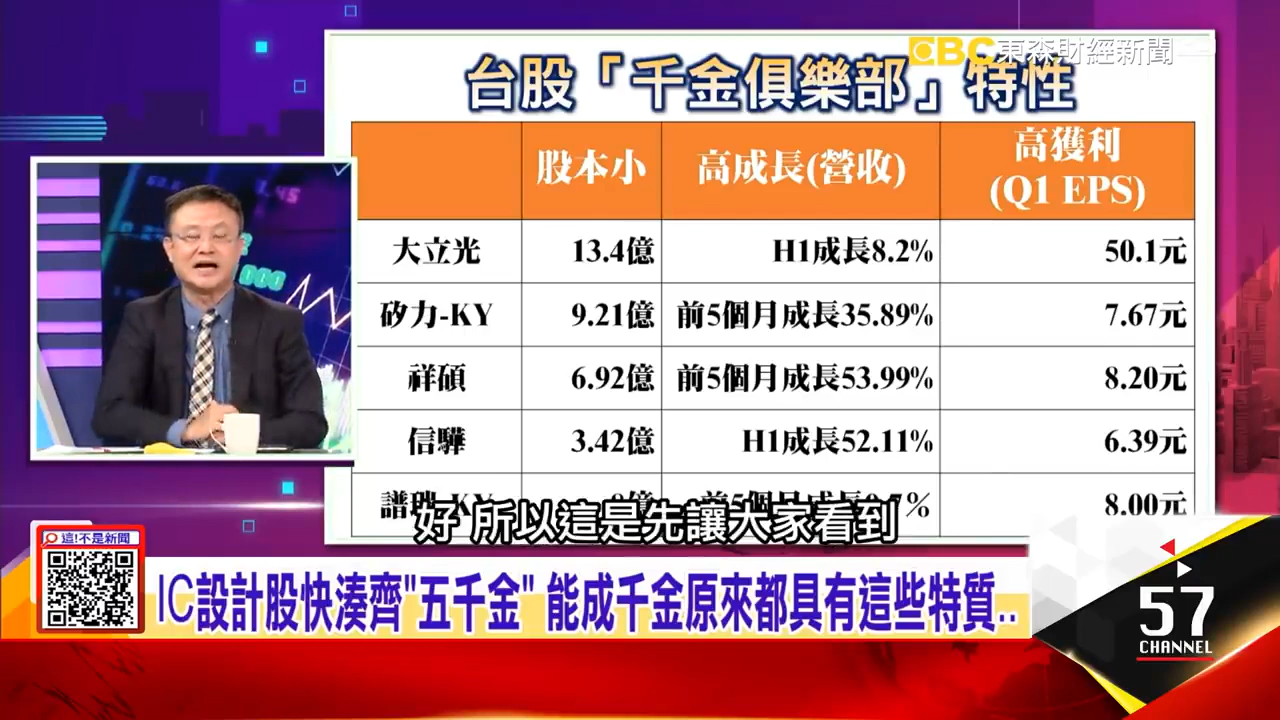 EBC 東森財經新聞
台股「千金俱樂部」特性
股本小 高成長(營收) 高獲利
(Q1 EPS)
大立光 13.4億 H1成長8.2% 50.1元
矽力-KY 9.21億 前5個月成長35.89% 7.67元
祥碩 6.92億 前5個月成長53.99% 8.20元
信驊 3.42億 H1成長52.11% 6.39元
8.00元
好 所以這是先讓大家看到
這!不是新聞
IC設計股快湊齊"五千金" 能成千金原來都具有這些特質..
57
CHANNEL